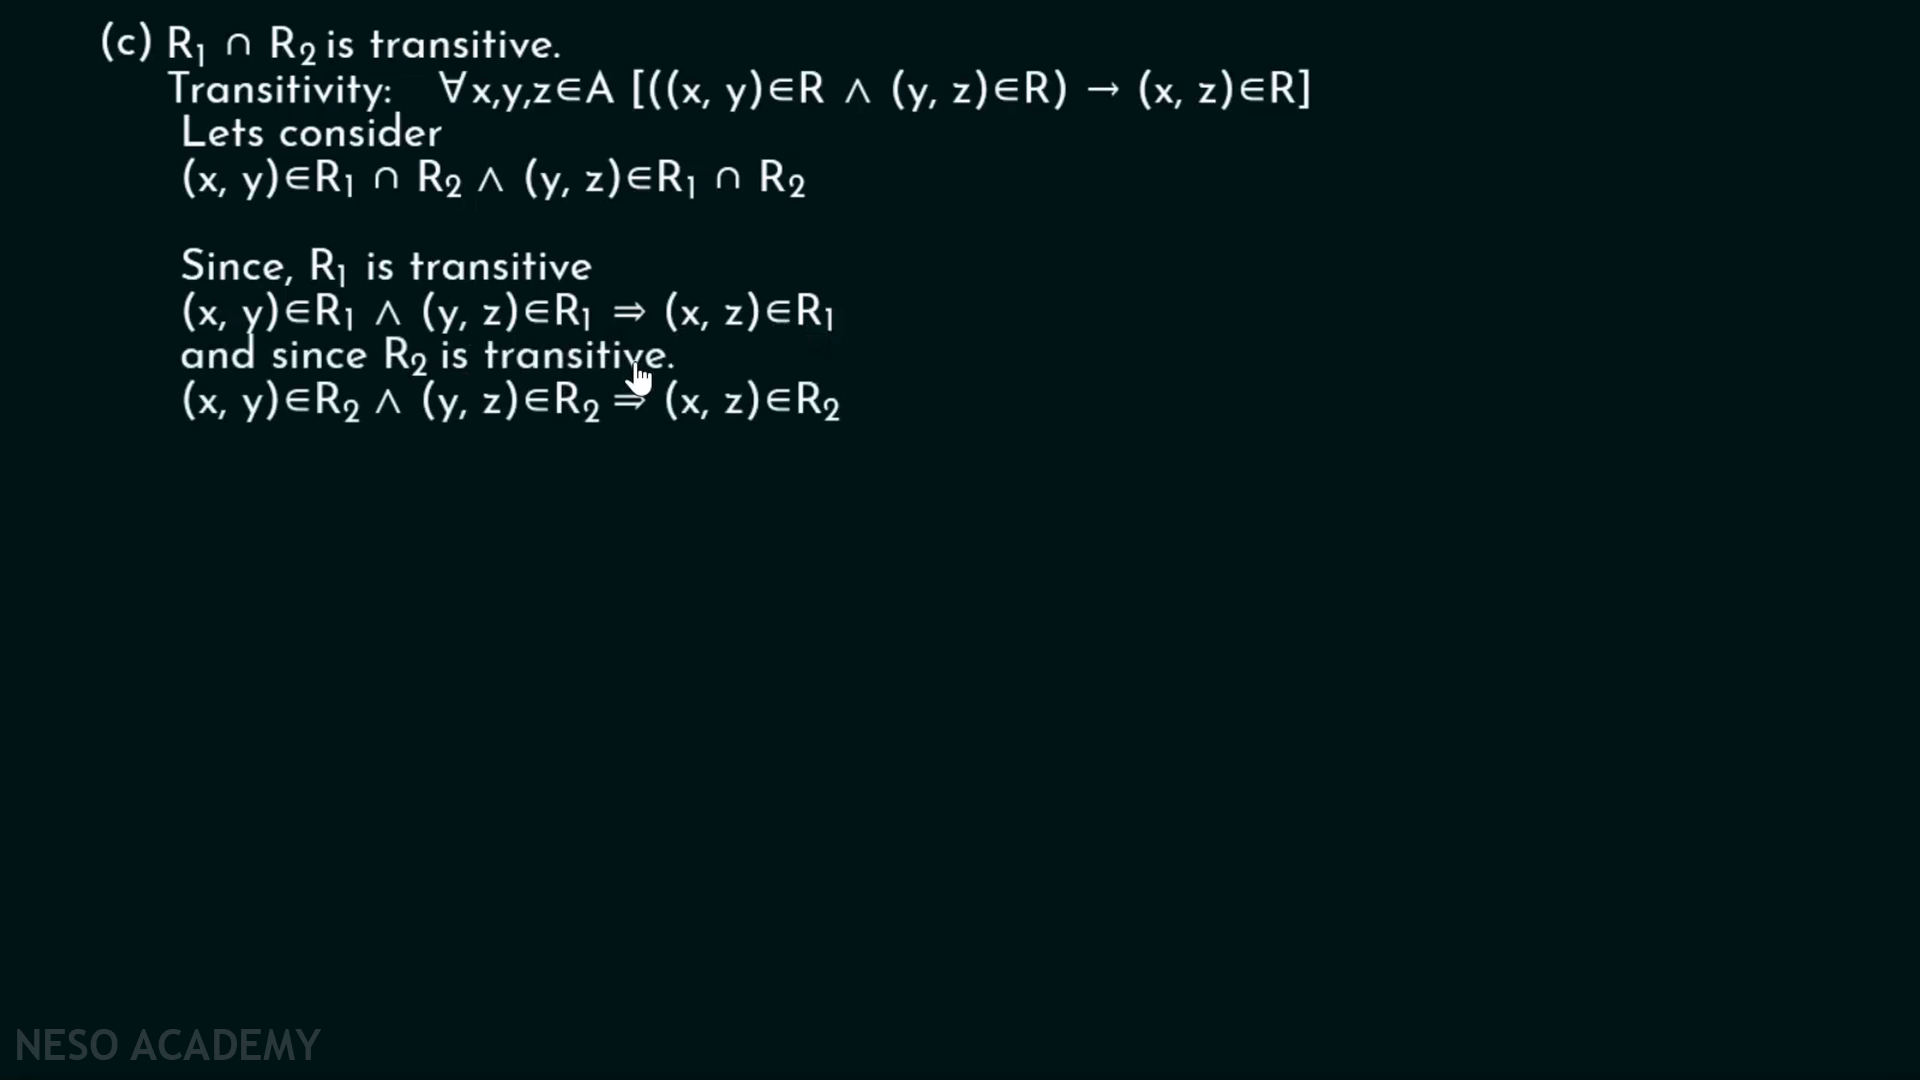 (c) R₁ ∩ R₂ is transitive.
Transitivity: ∀x,y,z∈A [((x, y)∈R ∧ (y, z)∈R) → (x, z)∈R]
Lets consider
(x, y)∈R₁ ∩ R₂ ∧ (y, z)∈R₁ ∩ R₂
Since, R₁ is transitive
(x, y)∈R₁ ∧ (y, z)∈R₁ ⇒ (x, z)∈R₁
and since R₂ is transitive.
(x, y)∈R₂ ∧ (y, z)∈R₂ ⇒ (x, z)∈R₂
NESO ACADEMY